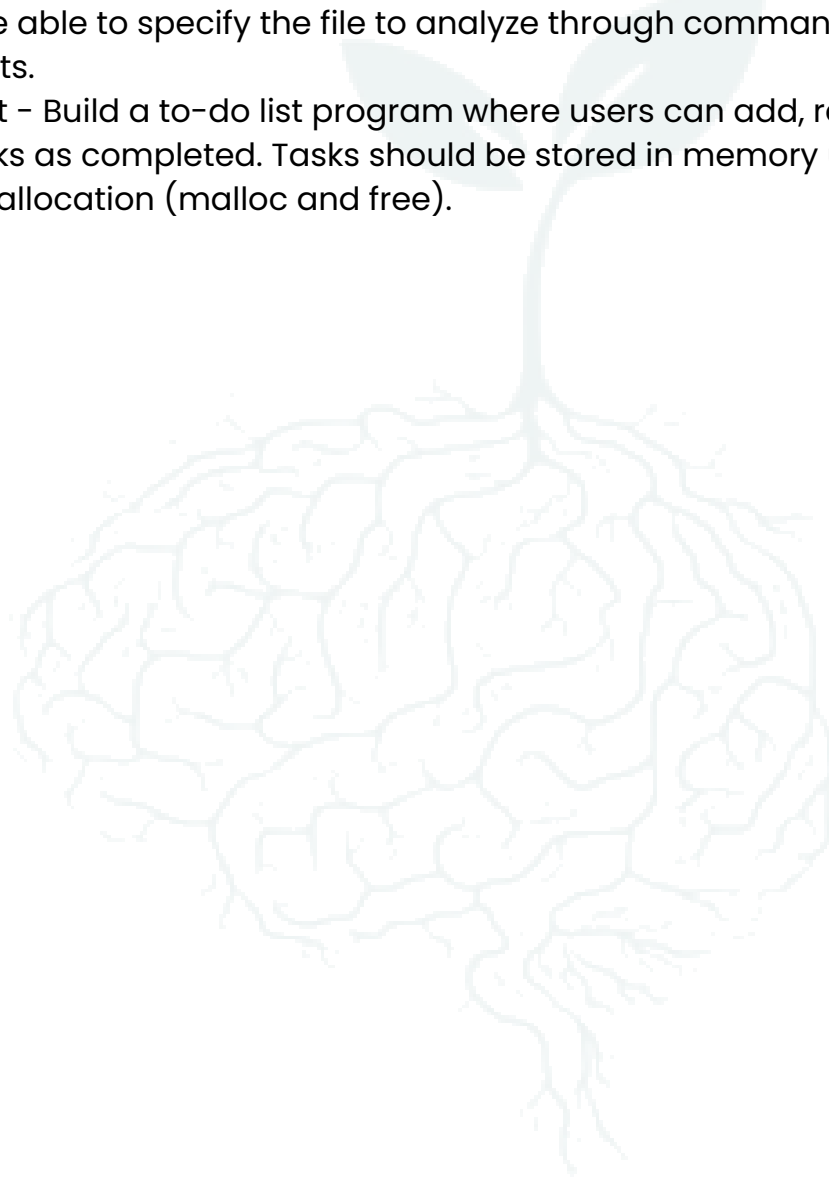 able to specify the file to analyze through
ts.
t - Build a to-do list program where users can add,
ks as completed. Tasks should be stored in memory
allocation (malloc and free).